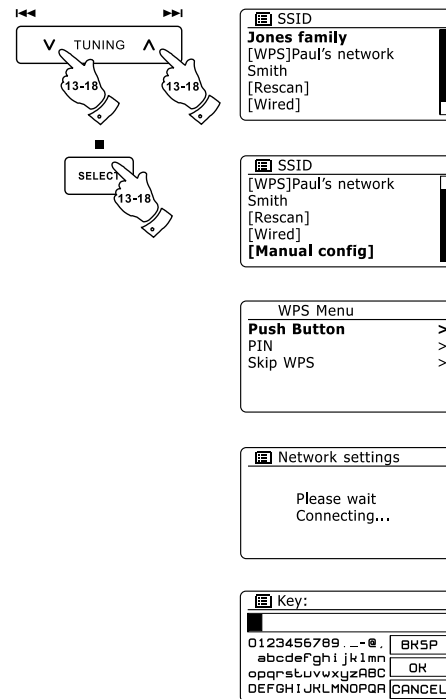 TUNING
13-18
13-18
SELECT
13-18
SSID
Jones family
[WPS]Paul's network
Smith
[Rescan]
[Wired]
SSID
[WPS]Paul's network
Smith
[Rescan]
[Wired]
[Manual config]
WPS Menu
Push Button >
PIN >
Skip WPS >
Network settings
Please wait
Connecting...
Key:
0123456789._-@, BKSP
abcdefghijklmn
opqrstuvwxyzABC OK
DEFGHIJKLMNOPQR CANCEL